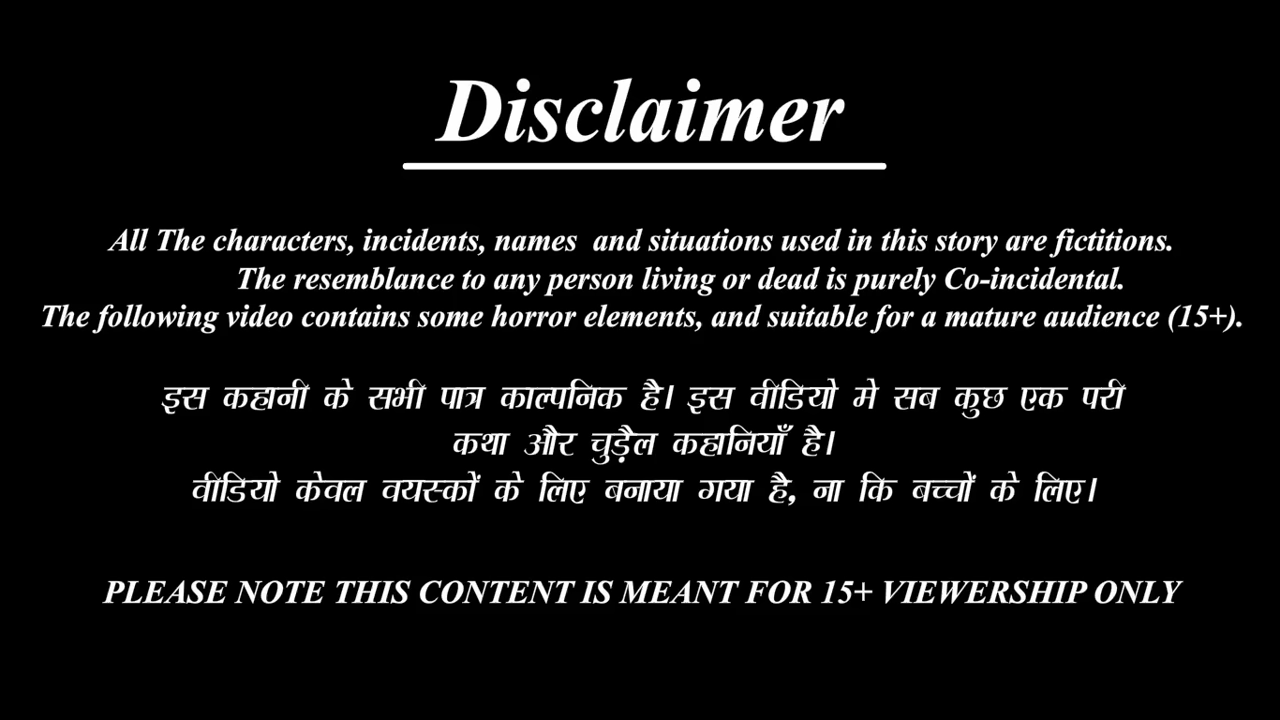 Disclaimer
All The characters, incidents, names and situations used in this story are fictitions.
The resemblance to any person living or dead is purely Co-incidental.
The following video contains some horror elements, and suitable for a mature audience (15+).
इस कहानी के सभी पात्र काल्पनिक है। इस वीडियो मे सब कुछ एक परी
कथा और चुड़ैल कहानियाँ है।
वीडियो केवल वयस्कों के लिए बनाया गया है, ना कि बच्चों के लिए।
PLEASE NOTE THIS CONTENT IS MEANT FOR 15+ VIEWERSHIP ONLY